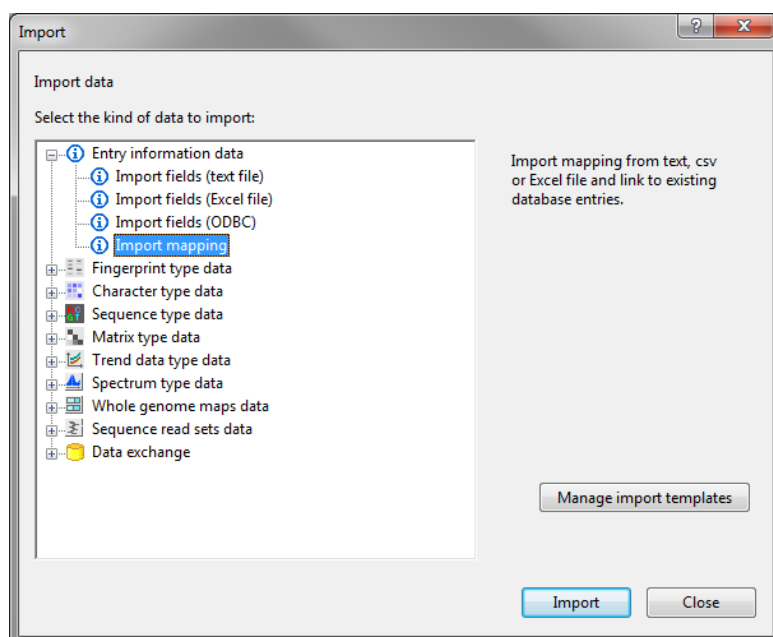 Import
Import data
Select the kind of data to import:
Entry information data
Import fields (text file)
Import fields (Excel file)
Import fields (ODBC)
Import mapping
Fingerprint type data
Character type data
Sequence type data
Matrix type data
Trend data type data
Spectrum type data
Whole genome maps data
Sequence read sets data
Data exchange
Import mapping from text, csv
or Excel file and link to existing
database entries.
Manage import templates
Import
Close